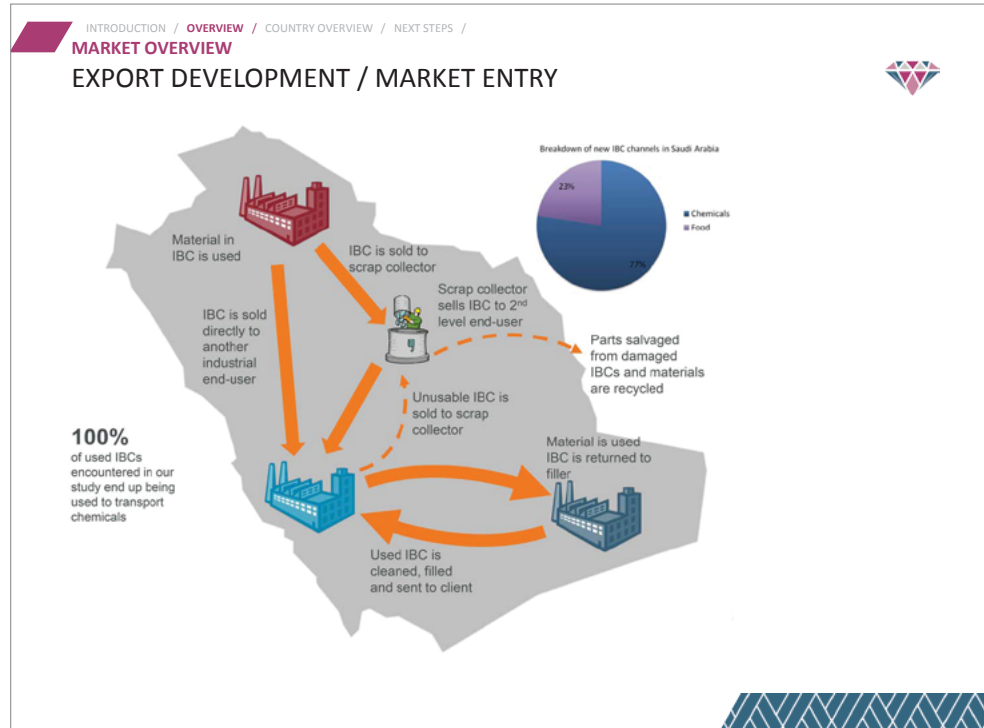 INTRODUCTION / OVERVIEW / COUNTRY OVERVIEW / NEXT STEPS /
MARKET OVERVIEW
EXPORT DEVELOPMENT / MARKET ENTRY
Breakdown of new IBC channels in Saudi Arabia
23%
77%
Chemicals
Food
Material in
IBC is used
IBC is sold to
scrap collector
Scrap collector
sells IBC to 2nd
level end-user
IBC is sold
directly to
another
industrial
end-user
Parts salvaged
from damaged
IBCs and materials
are recycled
Unusable IBC is
sold to scrap
collector
100%
of used IBCs
encountered in our
study end up being
used to transport
chemicals
Material is used
IBC is returned to
filler
Used IBC is
cleaned, filled
and sent to client